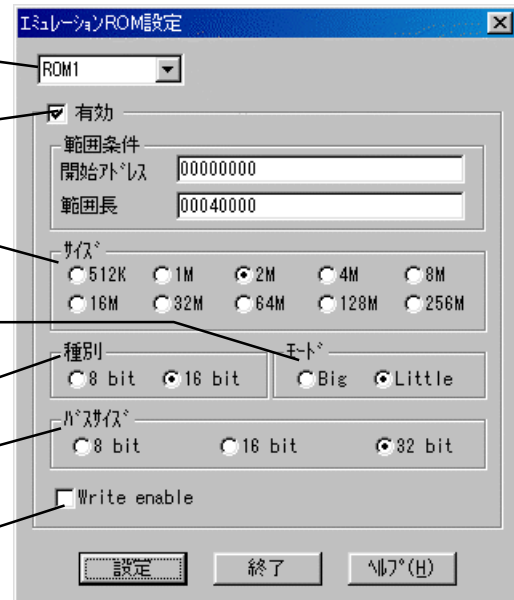 ｴﾐｭﾚｰｼｮﾝROM設定
ROM1
有効
範囲条件
開始ｱﾄﾞﾚｽ 00000000
範囲長 00040000
ｻｲｽﾞ
512K 1M 2M 4M 8M
16M 32M 64M 128M 256M
種別
8 bit 16 bit
ﾓｰﾄﾞ
Big Little
ﾊﾞｽｻｲｽﾞ
8 bit 16 bit 32 bit
Write enable
設定 終了 ﾍﾙﾌﾟ(H)